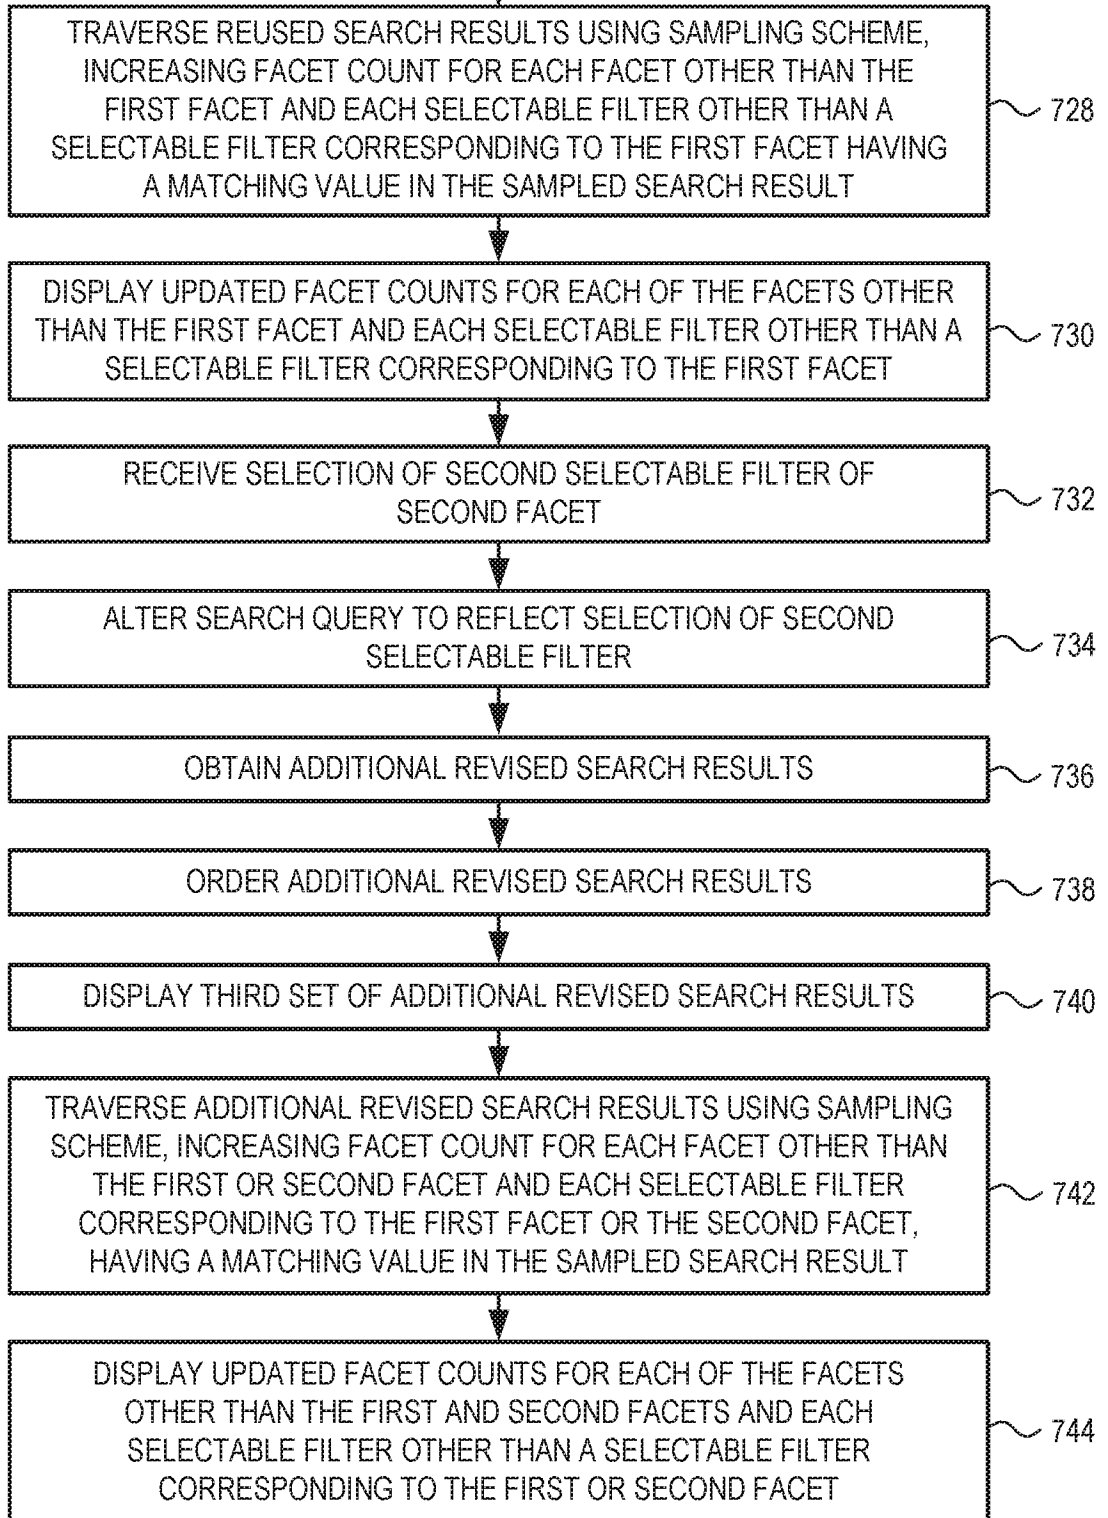 TRAVERSE REUSED SEARCH RESULTS USING SAMPLING SCHEME,
INCREASING FACET COUNT FOR EACH FACET OTHER THAN THE
FIRST FACET AND EACH SELECTABLE FILTER OTHER THAN A
SELECTABLE FILTER CORRESPONDING TO THE FIRST FACET HAVING
A MATCHING VALUE IN THE SAMPLED SEARCH RESULT
728
DISPLAY UPDATED FACET COUNTS FOR EACH OF THE FACETS OTHER
THAN THE FIRST FACET AND EACH SELECTABLE FILTER OTHER THAN A
SELECTABLE FILTER CORRESPONDING TO THE FIRST FACET
730
RECEIVE SELECTION OF SECOND SELECTABLE FILTER OF
SECOND FACET
732
ALTER SEARCH QUERY TO REFLECT SELECTION OF SECOND
SELECTABLE FILTER
734
OBTAIN ADDITIONAL REVISED SEARCH RESULTS
736
ORDER ADDITIONAL REVISED SEARCH RESULTS
738
DISPLAY THIRD SET OF ADDITIONAL REVISED SEARCH RESULTS
740
TRAVERSE ADDITIONAL REVISED SEARCH RESULTS USING SAMPLING
SCHEME, INCREASING FACET COUNT FOR EACH FACET OTHER THAN
THE FIRST OR SECOND FACET AND EACH SELECTABLE FILTER
CORRESPONDING TO THE FIRST FACET OR THE SECOND FACET,
HAVING A MATCHING VALUE IN THE SAMPLED SEARCH RESULT
742
DISPLAY UPDATED FACET COUNTS FOR EACH OF THE FACETS
OTHER THAN THE FIRST AND SECOND FACETS AND EACH
SELECTABLE FILTER OTHER THAN A SELECTABLE FILTER
CORRESPONDING TO THE FIRST OR SECOND FACET
744